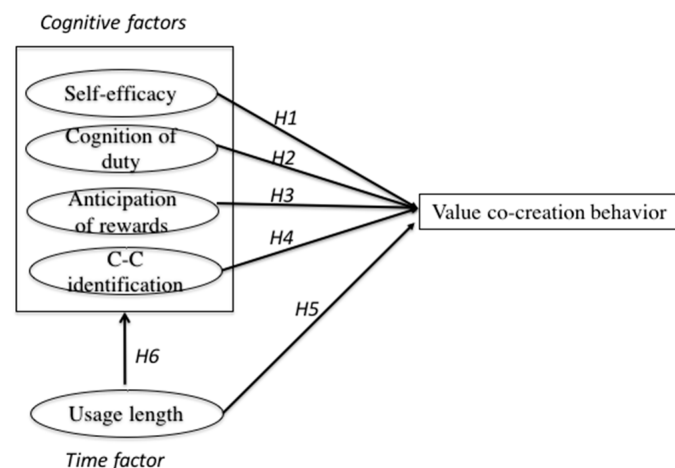 Cognitive factors
Self-efficacy
H1
Cognition of
duty
H2
Anticipation
of rewards
H3
Value co-creation behavior
C-C
identification
H4
H5
H6
Usage length
Time factor